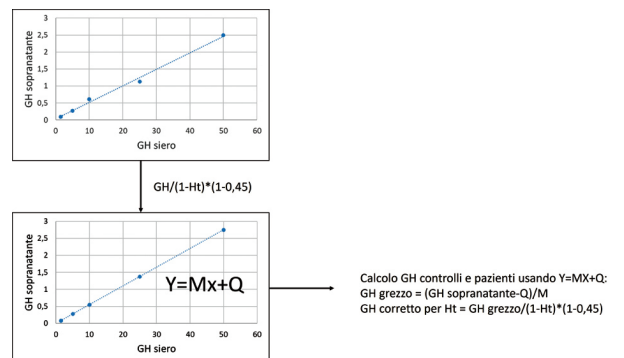 3
2,5
2
1,5
1
0,5
0
GH sopranatante
0 10 20 30 40 50 60
GH siero
GH/(1-Ht)*(1-0,45)
3
2,5
2
1,5
1
0,5
0
GH sopranatante
Y=Mx+Q
0 10 20 30 40 50 60
GH siero
Calcolo GH controlli e pazienti usando Y=MX+Q:
GH grezzo = (GH sopranatante-Q)/M
GH corretto per Ht = GH grezzo/(1-Ht)*(1-0,45)